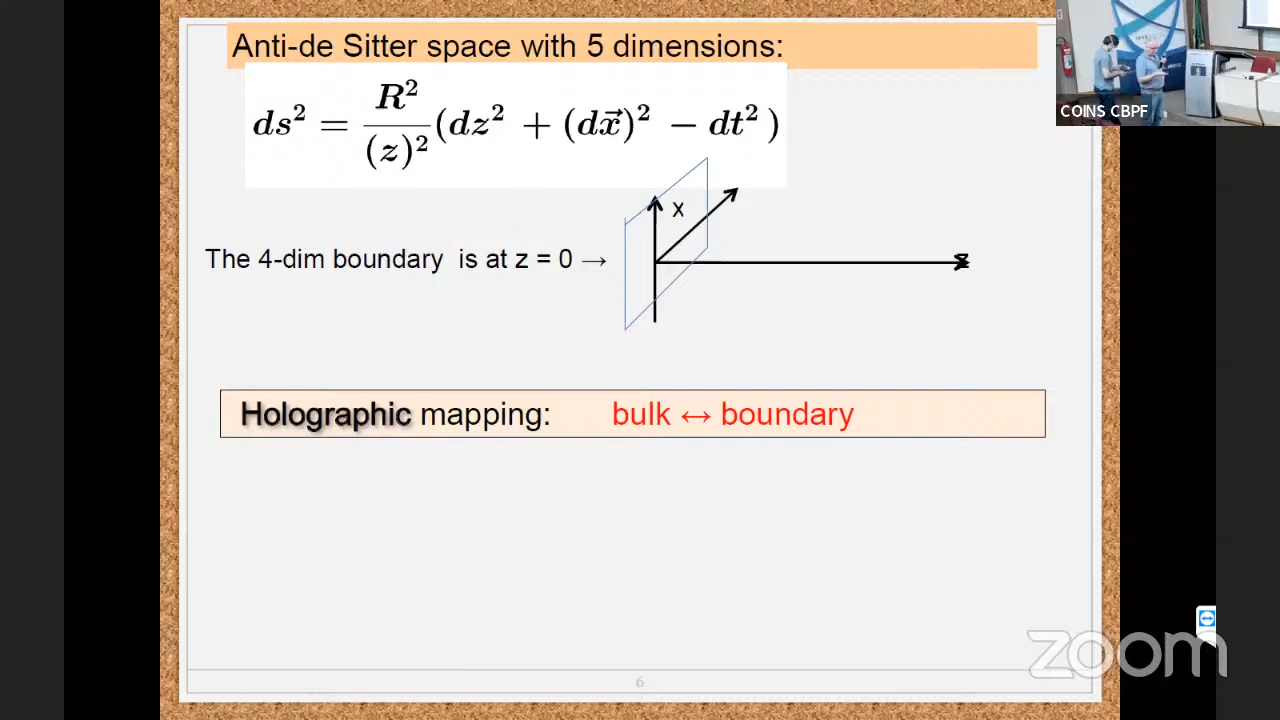 Anti-de Sitter space with 5 dimensions:
ds² = R²/(z)² (dz² + (dx⃗)² − dt² )
COINS CBPF
x
The 4-dim boundary is at z = 0 →
z
Holographic mapping: bulk ↔ boundary
zoom
6